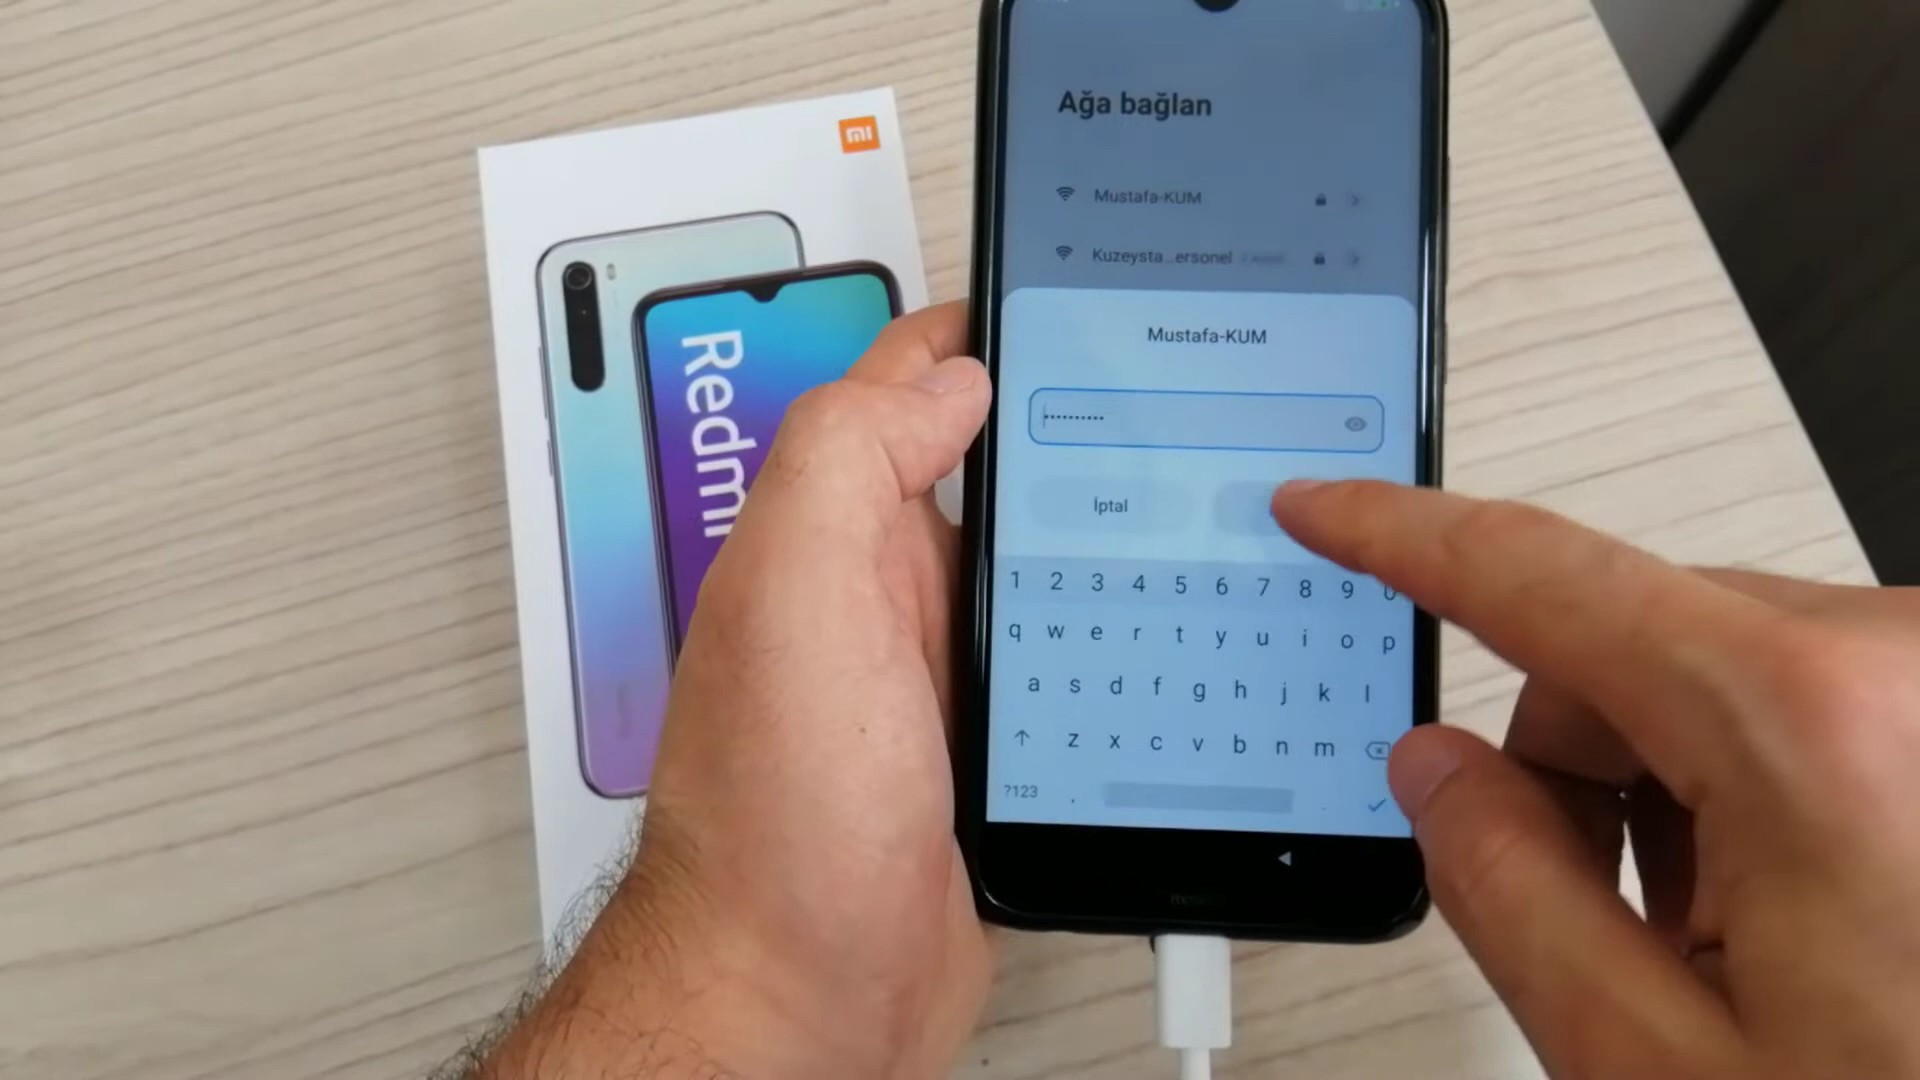 mi
Redmi
Ağa bağlan
Mustafa-KUM
Kuzeysta...ersonel
Mustafa-KUM
••••••••••
İptal
1 2 3 4 5 6 7 8 9 0
q w e r t y u i o p
a s d f g h j k l
z x c v b n m
?123 , .